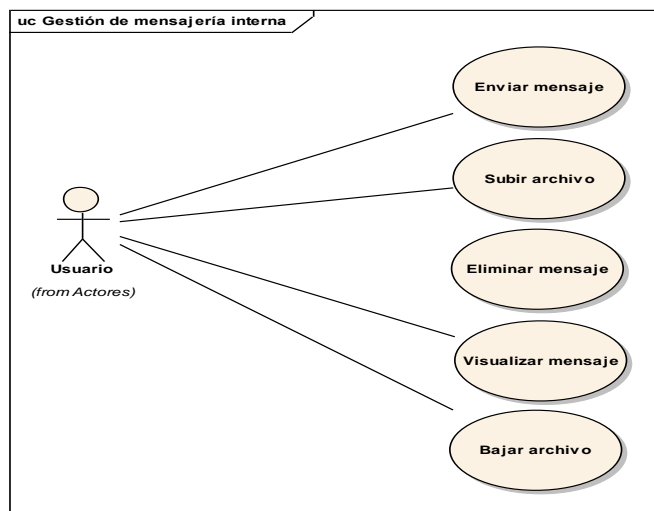 uc Gestión de mensajería interna
Enviar mensaje
Subir archivo
Usuario
(from Actores)
Eliminar mensaje
Visualizar mensaje
Bajar archivo